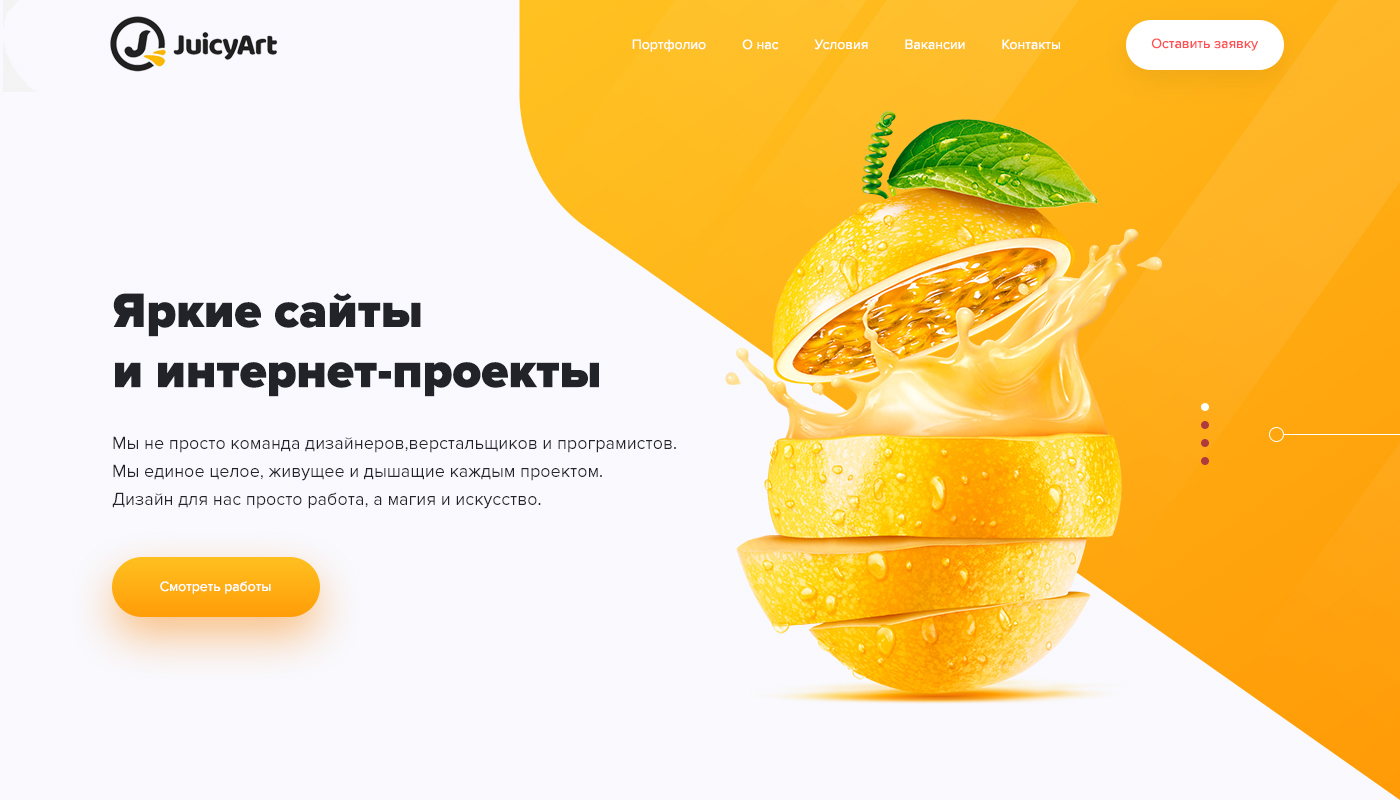 JuicyArt
Портфолио О нас Условия Вакансии Контакты Оставить заявку
Яркие сайты
и интернет-проекты
Мы не просто команда дизайнеров,верстальщиков и програмистов.
Мы единое целое, живущее и дышащие каждым проектом.
Дизайн для нас просто работа, а магия и искусство.
Смотреть работы